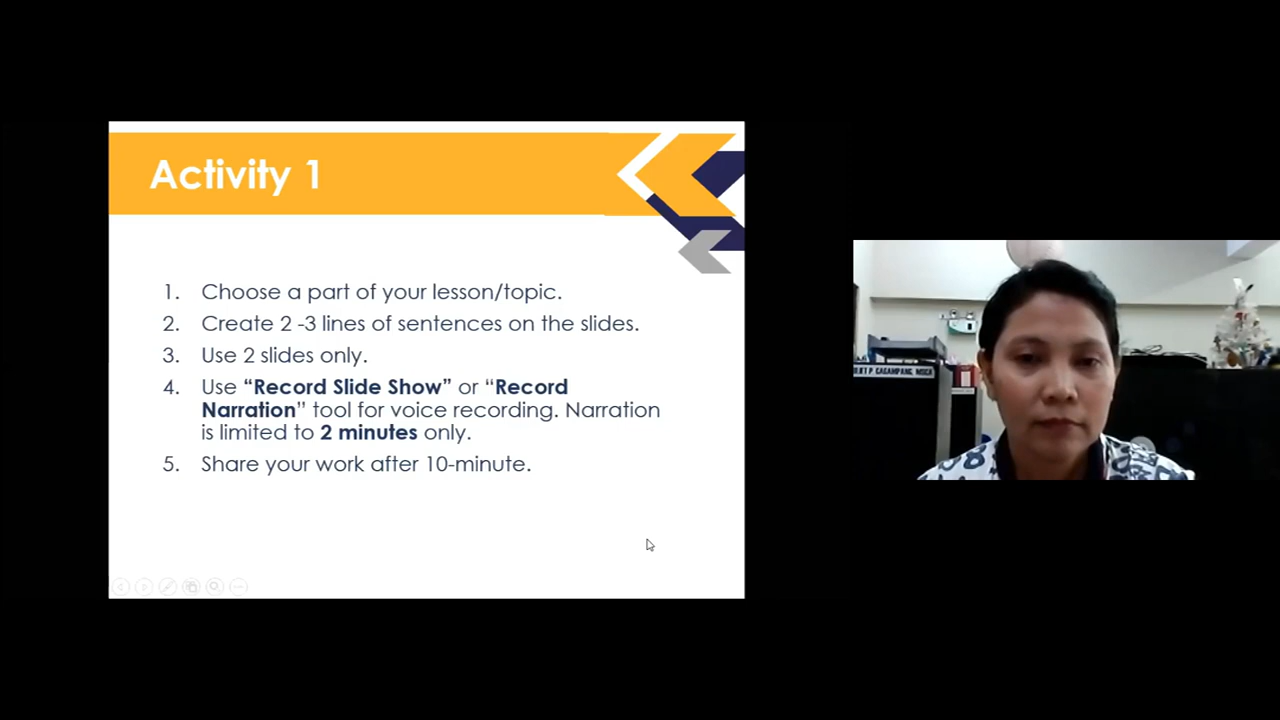 Activity 1
1. Choose a part of your lesson/topic.
2. Create 2 -3 lines of sentences on the slides.
3. Use 2 slides only.
4. Use “Record Slide Show” or “Record
Narration” tool for voice recording. Narration
is limited to 2 minutes only.
5. Share your work after 10-minute.
P. CAGAMPANG,